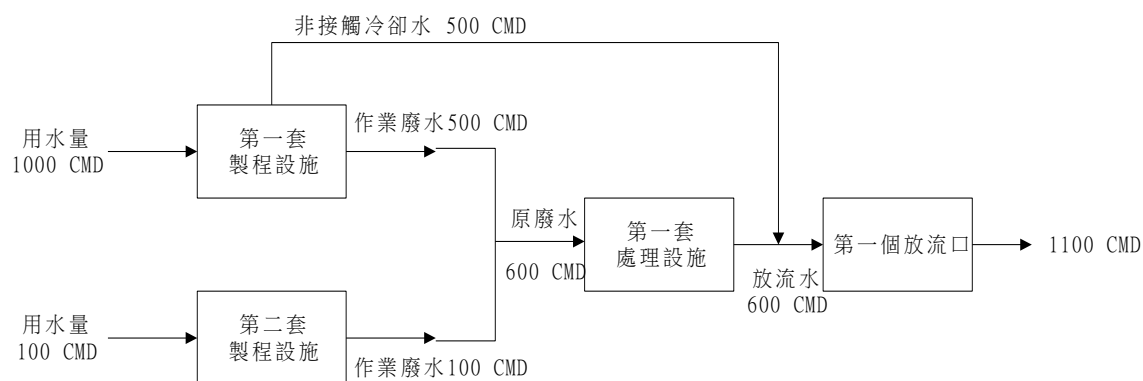 非接觸冷卻水 500 CMD
用水量
1000 CMD
第一套
製程設施
作業廢水500 CMD
原廢水
600 CMD
第一套
處理設施
放流水
600 CMD
第一個放流口
1100 CMD
用水量
100 CMD
第二套
製程設施
作業廢水100 CMD